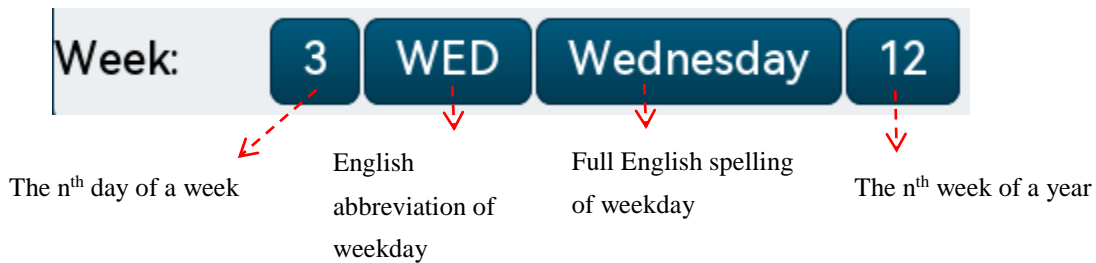 Week: 3 WED Wednesday 12
The nth day of a week
English
abbreviation of
weekday
Full English spelling
of weekday
The nth week of a year